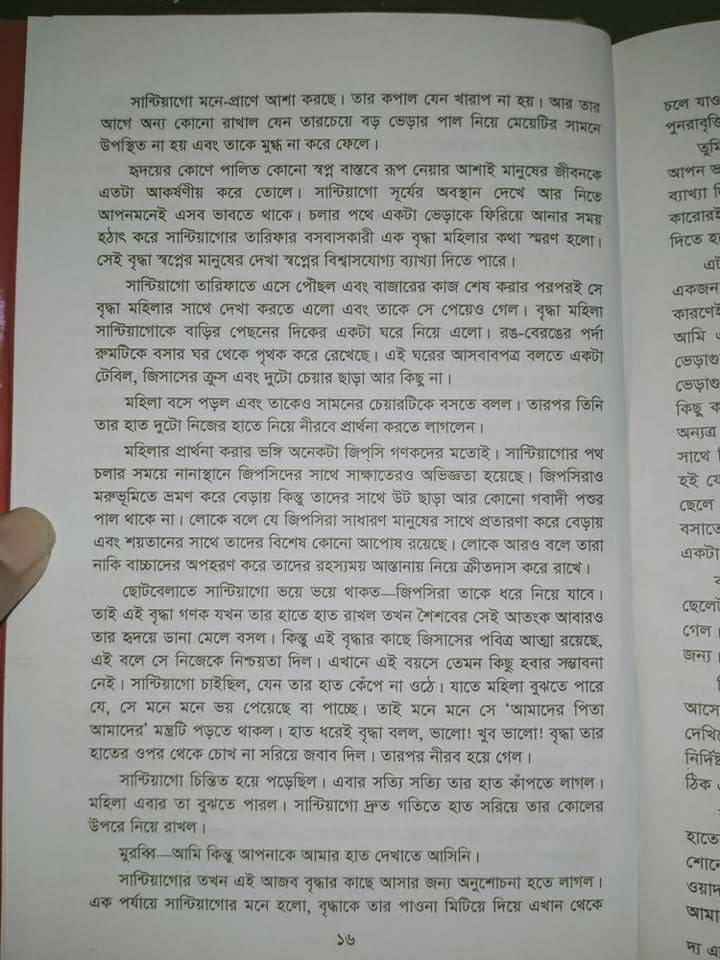 সান্টিয়াগো মনে-প্রাণে আশা করছে। তার কপাল যেন খারাপ না হয়। আর তার
আগে অন্য কোনো রাখাল যেন তারচেয়ে বড় ভেড়ার পাল নিয়ে মেয়েটির সামনে
উপস্থিত না হয় এবং তাকে মুগ্ধ না করে ফেলে।
হৃদয়ের কোণে পালিত কোনো স্বপ্ন বাস্তবে রূপ নেয়ার আশাই মানুষের জীবনকে
এতটা আকর্ষণীয় করে তোলে। সান্টিয়াগো সূর্যের অবস্থান দেখে আর নিতে
আপনমনেই এসব ভাবতে থাকে। চলার পথে একটা ভেড়াকে ফিরিয়ে আনার সময়
হঠাৎ করে সান্টিয়াগোর তারিফার বসবাসকারী এক বৃদ্ধা মহিলার কথা স্মরণ হলো।
সেই বৃদ্ধা স্বপ্নের মানুষের দেখা স্বপ্নের বিশ্বাসযোগ্য ব্যাখ্যা দিতে পারে।
সান্টিয়াগো তারিফাতে এসে পৌছল এবং বাজারের কাজ শেষ করার পরপরই সে
বৃদ্ধা মহিলার সাথে দেখা করতে এলো এবং তাকে সে পেয়েও গেল। বৃদ্ধা মহিলা
সান্টিয়াগোকে বাড়ির পেছনের দিকের একটা ঘরে নিয়ে এলো। রঙ-বেরঙের পর্দা
রুমটিকে বসার ঘর থেকে পৃথক করে রেখেছে। এই ঘরের আসবাবপত্র বলতে একটা
টেবিল, জিসাসের ক্রুস এবং দুটো চেয়ার ছাড়া আর কিছু না।
মহিলা বসে পড়ল এবং তাকেও সামনের চেয়ারটিকে বসতে বলল। তারপর তিনি
তার হাত দুটো নিজের হাতে নিয়ে নীরবে প্রার্থনা করতে লাগলেন।
মহিলার প্রার্থনা করার ভঙ্গি অনেকটা জিপ্‌সি গণকদের মতোই। সান্টিয়াগোর পথ
চলার সময়ে নানাস্থানে জিপসিদের সাথে সাক্ষাতেরও অভিজ্ঞতা হয়েছে। জিপসিরাও
মরুভূমিতে ভ্রমণ করে বেড়ায় কিন্তু তাদের সাথে উট ছাড়া আর কোনো গবাদী পশুর
পাল থাকে না। লোকে বলে যে জিপসিরা সাধারণ মানুষের সাথে প্রতারণা করে বেড়ায়
এবং শয়তানের সাথে তাদের বিশেষ কোনো আপোষ রয়েছে। লোকে আরও বলে তারা
নাকি বাচ্চাদের অপহরণ করে তাদের রহস্যময় আস্তানায় নিয়ে ক্রীতদাস করে রাখে।
ছোটবেলাতে সান্টিয়াগো ভয়ে ভয়ে থাকত—জিপসিরা তাকে ধরে নিয়ে যাবে।
তাই এই বৃদ্ধা গণক যখন তার হাতে হাত রাখল তখন শৈশবের সেই আতংক আবারও
তার হৃদয়ে ডানা মেলে বসল। কিন্তু এই বৃদ্ধার কাছে জিসাসের পবিত্র আত্মা রয়েছে,
এই বলে সে নিজেকে নিশ্চয়তা দিল। এখানে এই বয়সে তেমন কিছু হবার সম্ভাবনা
নেই। সান্টিয়াগো চাইছিল, যেন তার হাত কেঁপে না ওঠে। যাতে মহিলা বুঝতে পারে
যে, সে মনে মনে ভয় পেয়েছে বা পাচ্ছে। তাই মনে মনে সে ‘আমাদের পিতা
আমাদের’ মন্ত্রটি পড়তে থাকল। হাত ধরেই বৃদ্ধা বলল, ভালো! খুব ভালো! বৃদ্ধা তার
হাতের ওপর থেকে চোখ না সরিয়ে জবাব দিল। তারপর নীরব হয়ে গেল।
সান্টিয়াগো চিন্তিত হয়ে পড়েছিল। এবার সত্যি সত্যি তার হাত কাঁপতে লাগল।
মহিলা এবার তা বুঝতে পারল। সান্টিয়াগো দ্রুত গতিতে হাত সরিয়ে তার কোলের
উপরে নিয়ে রাখল।
মুরব্বি—আমি কিন্তু আপনাকে আমার হাত দেখাতে আসিনি।
সান্টিয়াগোর তখন এই আজব বৃদ্ধার কাছে আসার জন্য অনুশোচনা হতে লাগল।
এক পর্যায়ে সান্টিয়াগোর মনে হলো, বৃদ্ধাকে তার পাওনা মিটিয়ে দিয়ে এখান থেকে
১৬
চলে
তুমি
আপন
ব্যাখ্যা
কারোরই
দিতে
একজন
কারণেই
আমি
কিছু
অন্যত্র
সাথে
হই
ছেলে
বসাতে
একটা
গেল।
জন্য।
আসে
ঠিক
হাতে